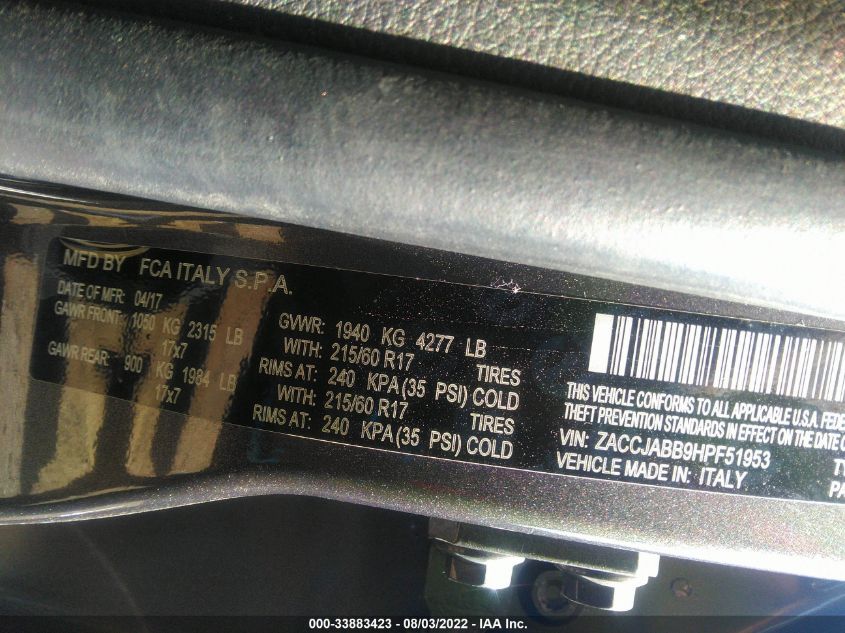 MFD BY FCA ITALY S.P.A.
DATE OF MFR: 04/17
GAWR FRONT: 1050 KG 2315 LB
17x7
GAWR REAR: 900 KG 1984 LB
17x7
GVWR: 1940 KG 4277 LB
WITH: 215/60 R17 TIRES
RIMS AT: 240 KPA(35 PSI) COLD
WITH: 215/60 R17 TIRES
RIMS AT: 240 KPA(35 PSI) COLD
THIS VEHICLE CONFORMS TO ALL APPLICABLE U.S.A. FEDE
THEFT PREVENTION STANDARDS IN EFFECT ON THE DATE O
VIN: ZACCJABB9HPF51953
VEHICLE MADE IN: ITALY
TY
PA
000-33883423 - 08/03/2022 - IAA Inc.